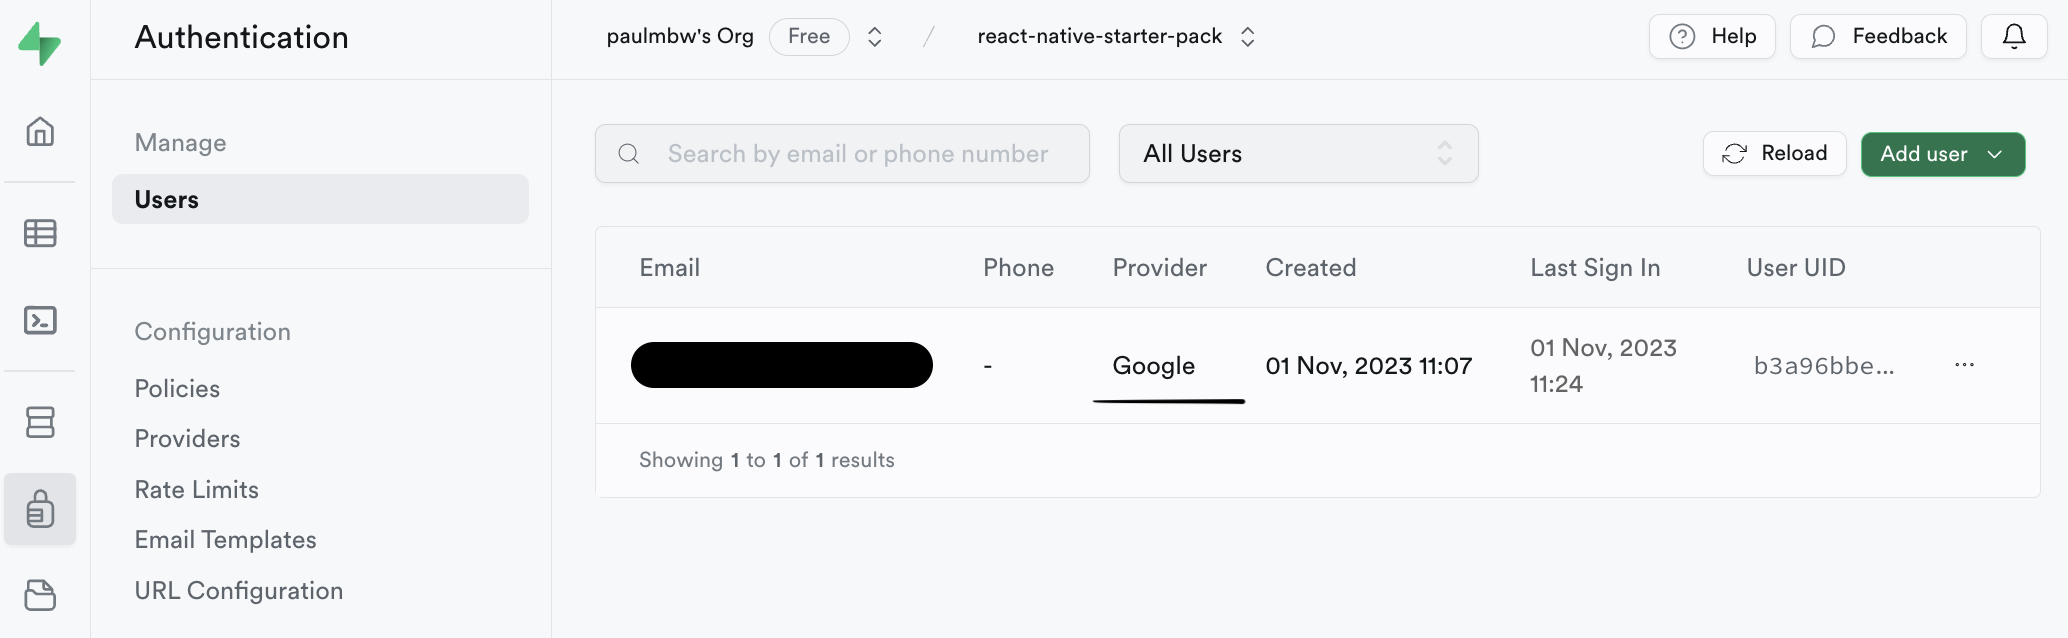 Authentication
paulmbw's Org Free / react-native-starter-pack
Help
Feedback
Manage
Users
Configuration
Policies
Providers
Rate Limits
Email Templates
URL Configuration
Search by email or phone number
All Users
Reload
Add user
Email Phone Provider Created Last Sign In User UID
- Google 01 Nov, 2023 11:07 01 Nov, 2023
11:24 b3a96bbe...
Showing 1 to 1 of 1 results